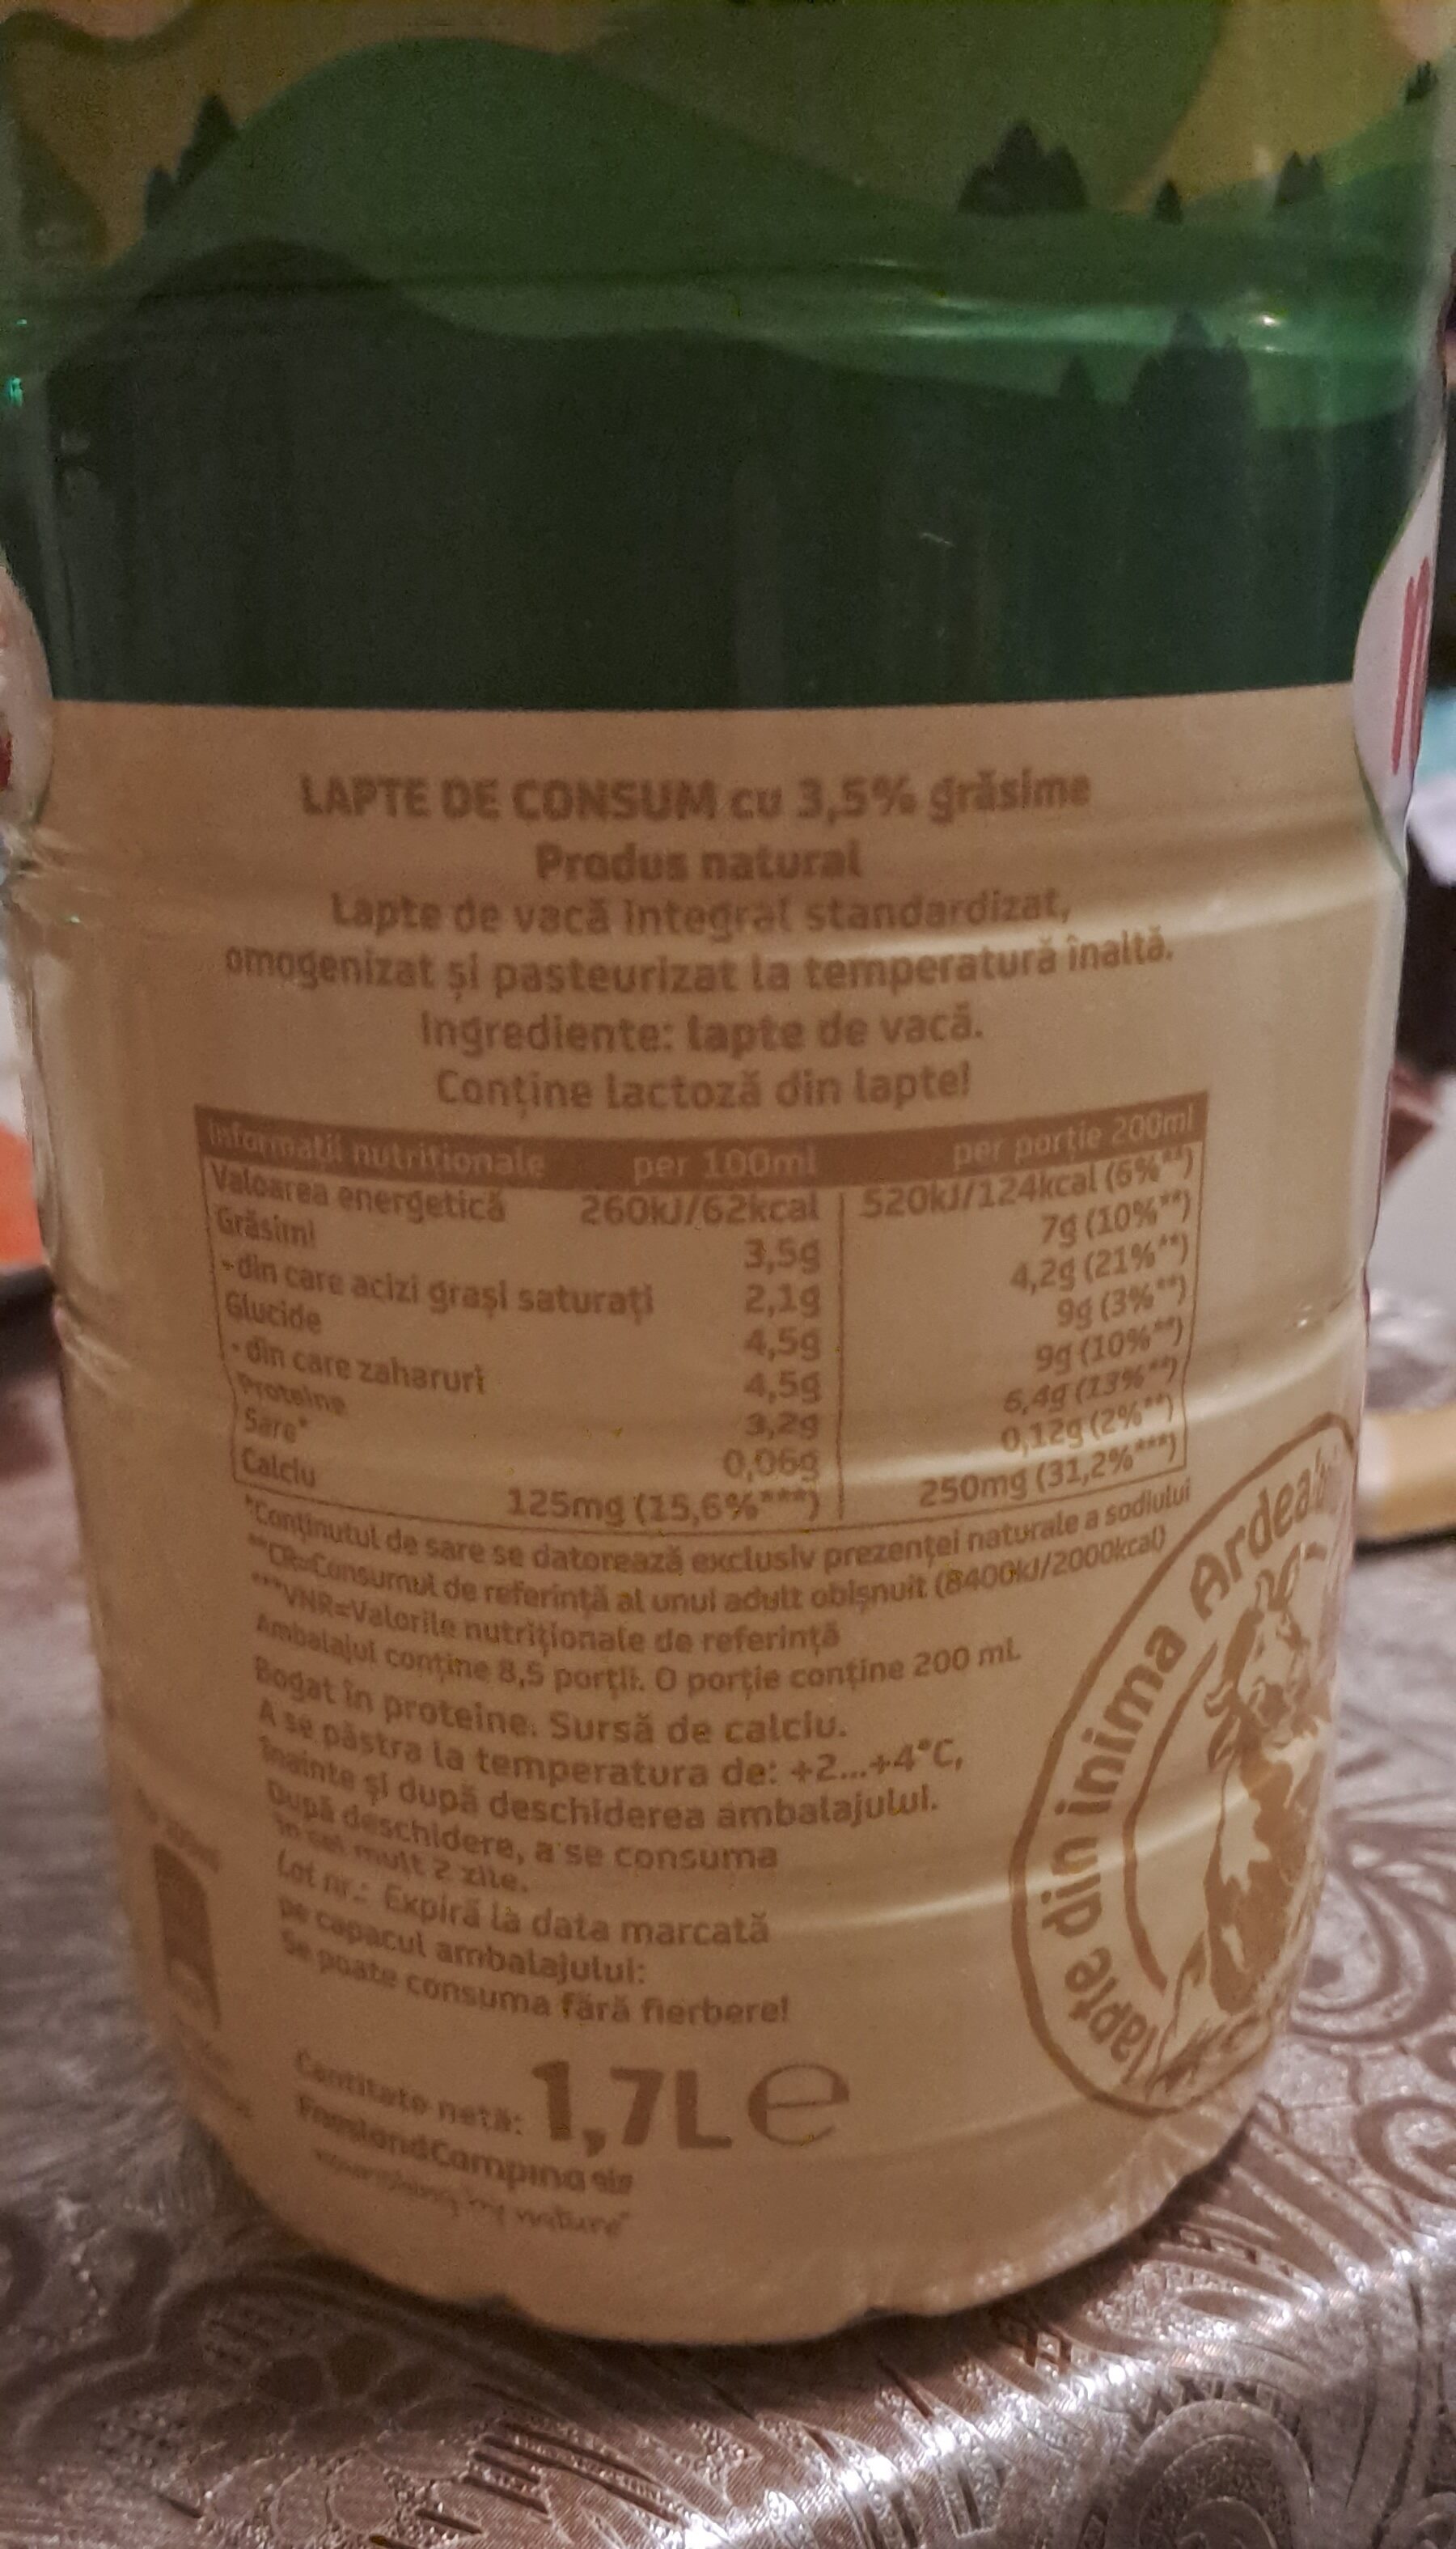 LAPTE DE CONSUM cu 3,5% grăsime
Produs natural
Lapte de vacă integral standardizat,
omogenizat și pasteurizat la temperatură înaltă.
Ingrediente: lapte de vacă.
Conține lactoză din lapte!
Informații nutriționale per 100ml per porție 200ml
Valoarea energetică 260kJ/62kcal 520kJ/124kcal (6%**)
Grăsimi 3,5g 7g (10%**)
- din care acizi grași saturați 2,1g 4,2g (21%**)
Glucide 4,5g 9g (3%**)
- din care zaharuri 4,5g 9g (10%**)
Proteine 3,2g 6,4g (13%**)
Sare* 0,06g 0,12g (2%**)
Calciu 125mg (15,6%***) 250mg (31,2%***)
*Conținutul de sare se datorează exclusiv prezenței naturale a sodiului
**CR=Consumul de referință al unui adult obișnuit (8400kJ/2000kcal)
***VNR=Valorile nutriționale de referință
Ambalajul conține 8,5 porții. O porție conține 200 ml.
Bogat în proteine. Sursă de calciu.
A se păstra la temperatura de: +2...+4°C,
înainte și după deschiderea ambalajului.
După deschidere, a se consuma
în cel mult 2 zile.
Lot nr.: Expiră la data marcată
pe capacul ambalajului:
Se poate consuma fără fierbere!
Cantitate netă: 1,7L e
FrieslandCampina
nourishing by nature
lapte din inima Ardealului